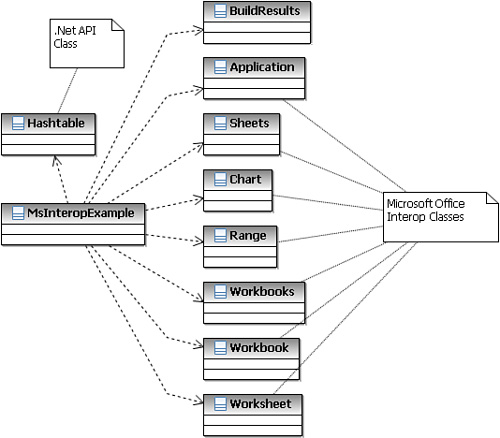 BuildResults
.Net API
Class
Application
Hashtable
Sheets
Chart
MsInteropExample
Microsoft Office
Interop Classes
Range
Workbooks
Workbook
Worksheet